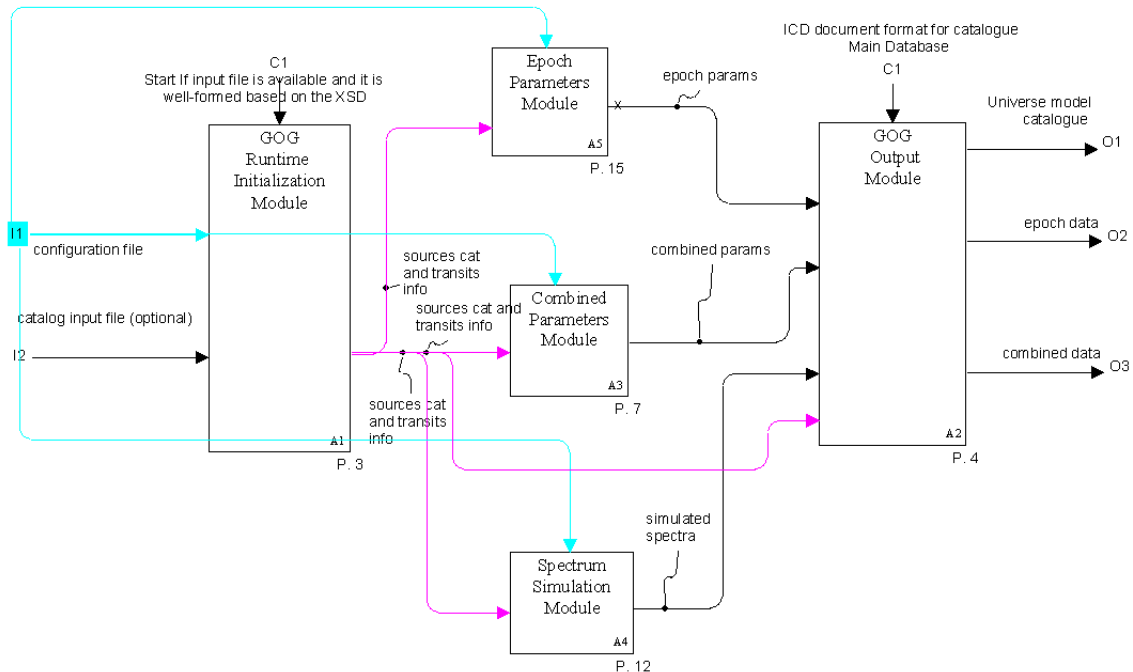 ICD document format for catalogue
Main Database
C1
C1
Start If input file is available and it is
well-formed based on the XSD
Epoch
Parameters
Module
A5
P. 15
epoch params
Universe model
catalogue
O1
GOG
Runtime
Initialization
Module
A1
P. 3
GOG
Output
Module
A2
P. 4
I1
configuration file
epoch data
O2
sources cat
and transits
info
sources cat and
transits info
combined params
Combined
Parameters
Module
A3
P. 7
catalog input file (optional)
I2
combined data
O3
sources cat
and transits
info
simulated
spectra
Spectrum
Simulation
Module
A4
P. 12